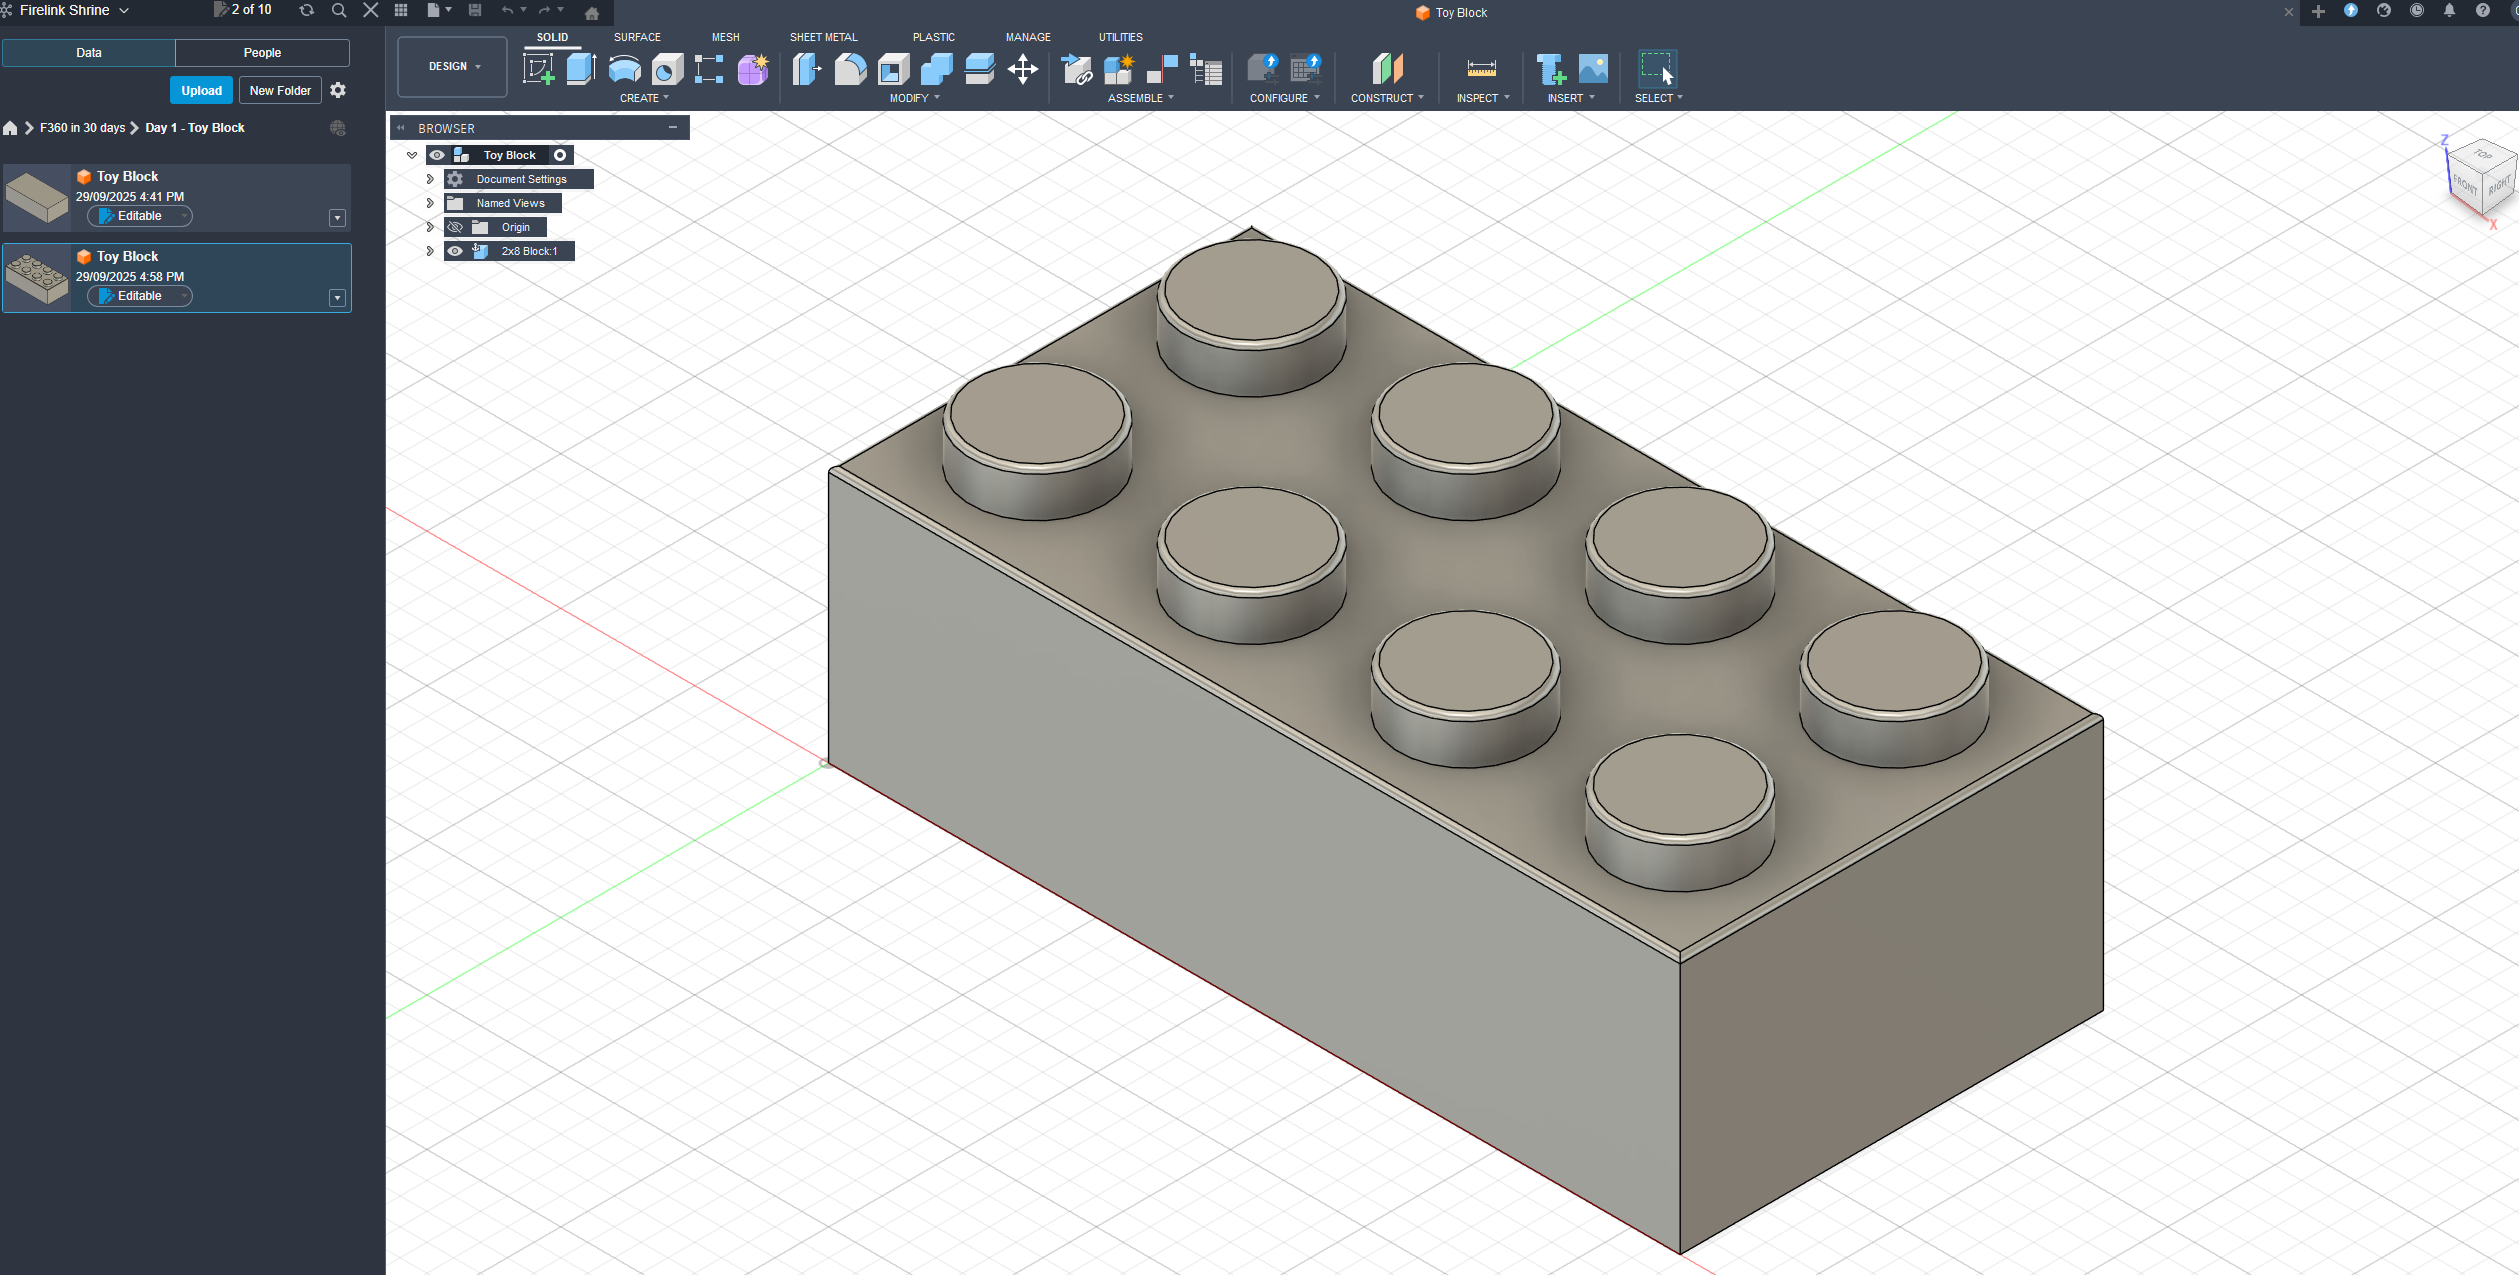 Firelink Shrine
2 of 10
Toy Block
Data People
Upload New Folder
F360 in 30 days Day 1 - Toy Block
Toy Block
29/09/2025 4:41 PM
Editable
Toy Block
29/09/2025 4:58 PM
Editable
DESIGN
SOLID SURFACE MESH SHEET METAL PLASTIC MANAGE UTILITIES
CREATE MODIFY ASSEMBLE CONFIGURE CONSTRUCT INSPECT INSERT SELECT
BROWSER
Toy Block
Document Settings
Named Views
Origin
2x8 Block:1
Z
TOP
FRONT RIGHT
X